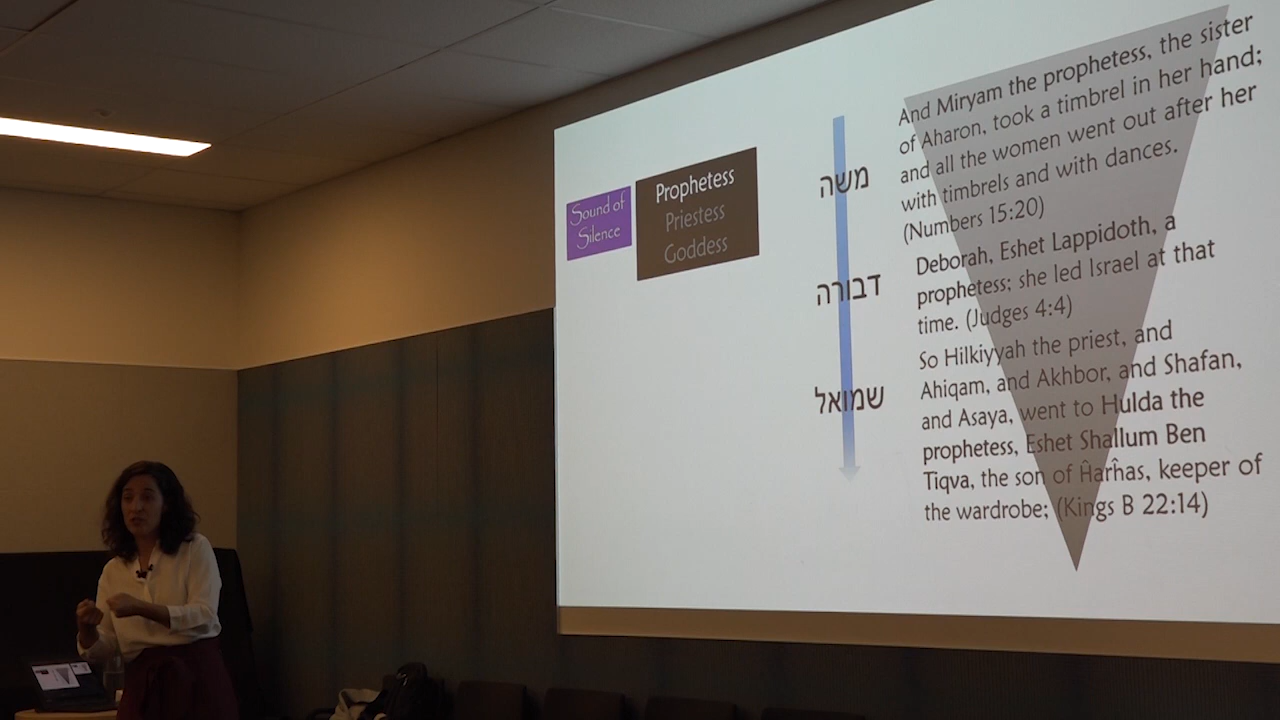 Sound of
Silence
Prophetess
Priestess
Goddess
משה
דבורה
שמואל
And Miryam the prophetess, the sister
of Aharon, took a timbrel in her hand;
and all the women went out after her
with timbrels and with dances.
(Numbers 15:20)
Deborah, Eshet Lappidoth, a
prophetess; she led Israel at that
time. (Judges 4:4)
So Hilkiyyah the priest, and
Ahiqam, and Akhbor, and Shafan,
and Asaya, went to Hulda the
prophetess, Eshet Shallum Ben
Tiqva, the son of Ĥarĥas, keeper of
the wardrobe; (Kings B 22:14)